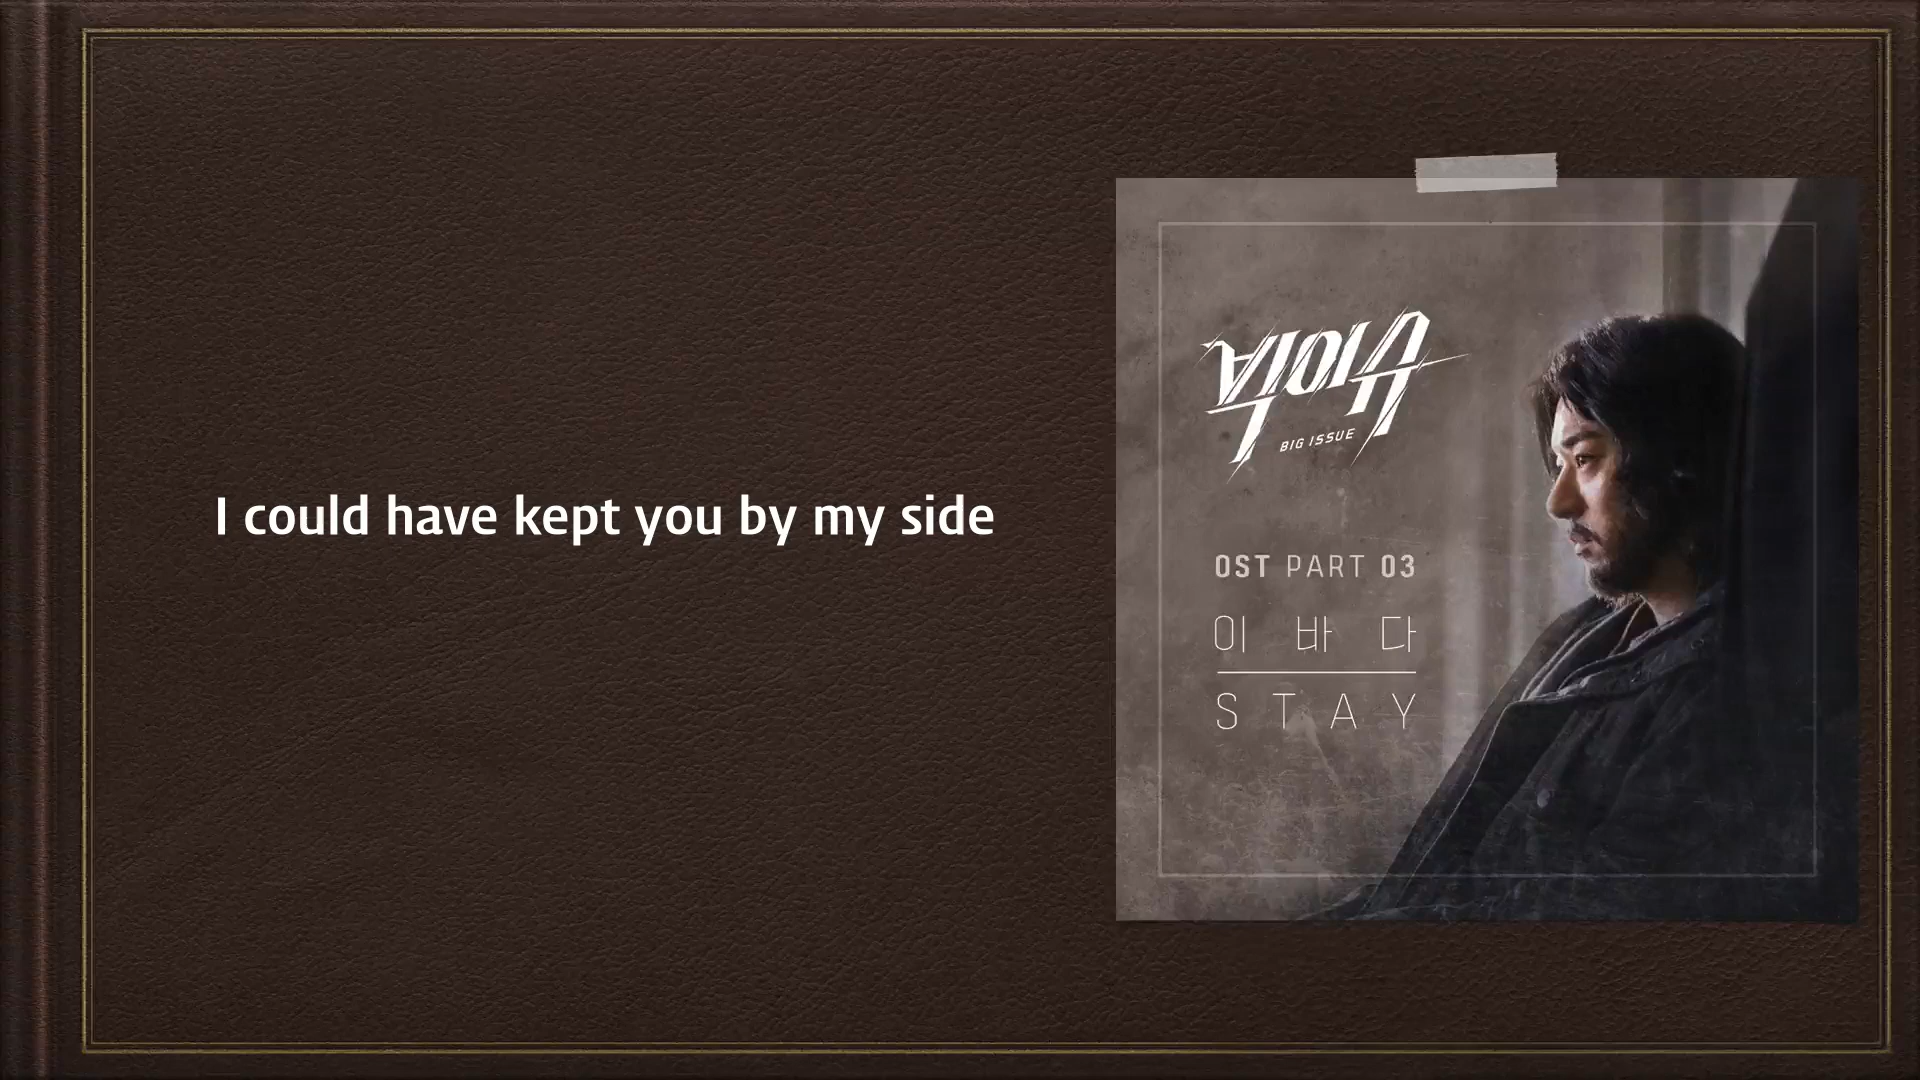 I could have kept you by my side
빅이슈
BIG ISSUE
OST PART 03
이바다
STAY